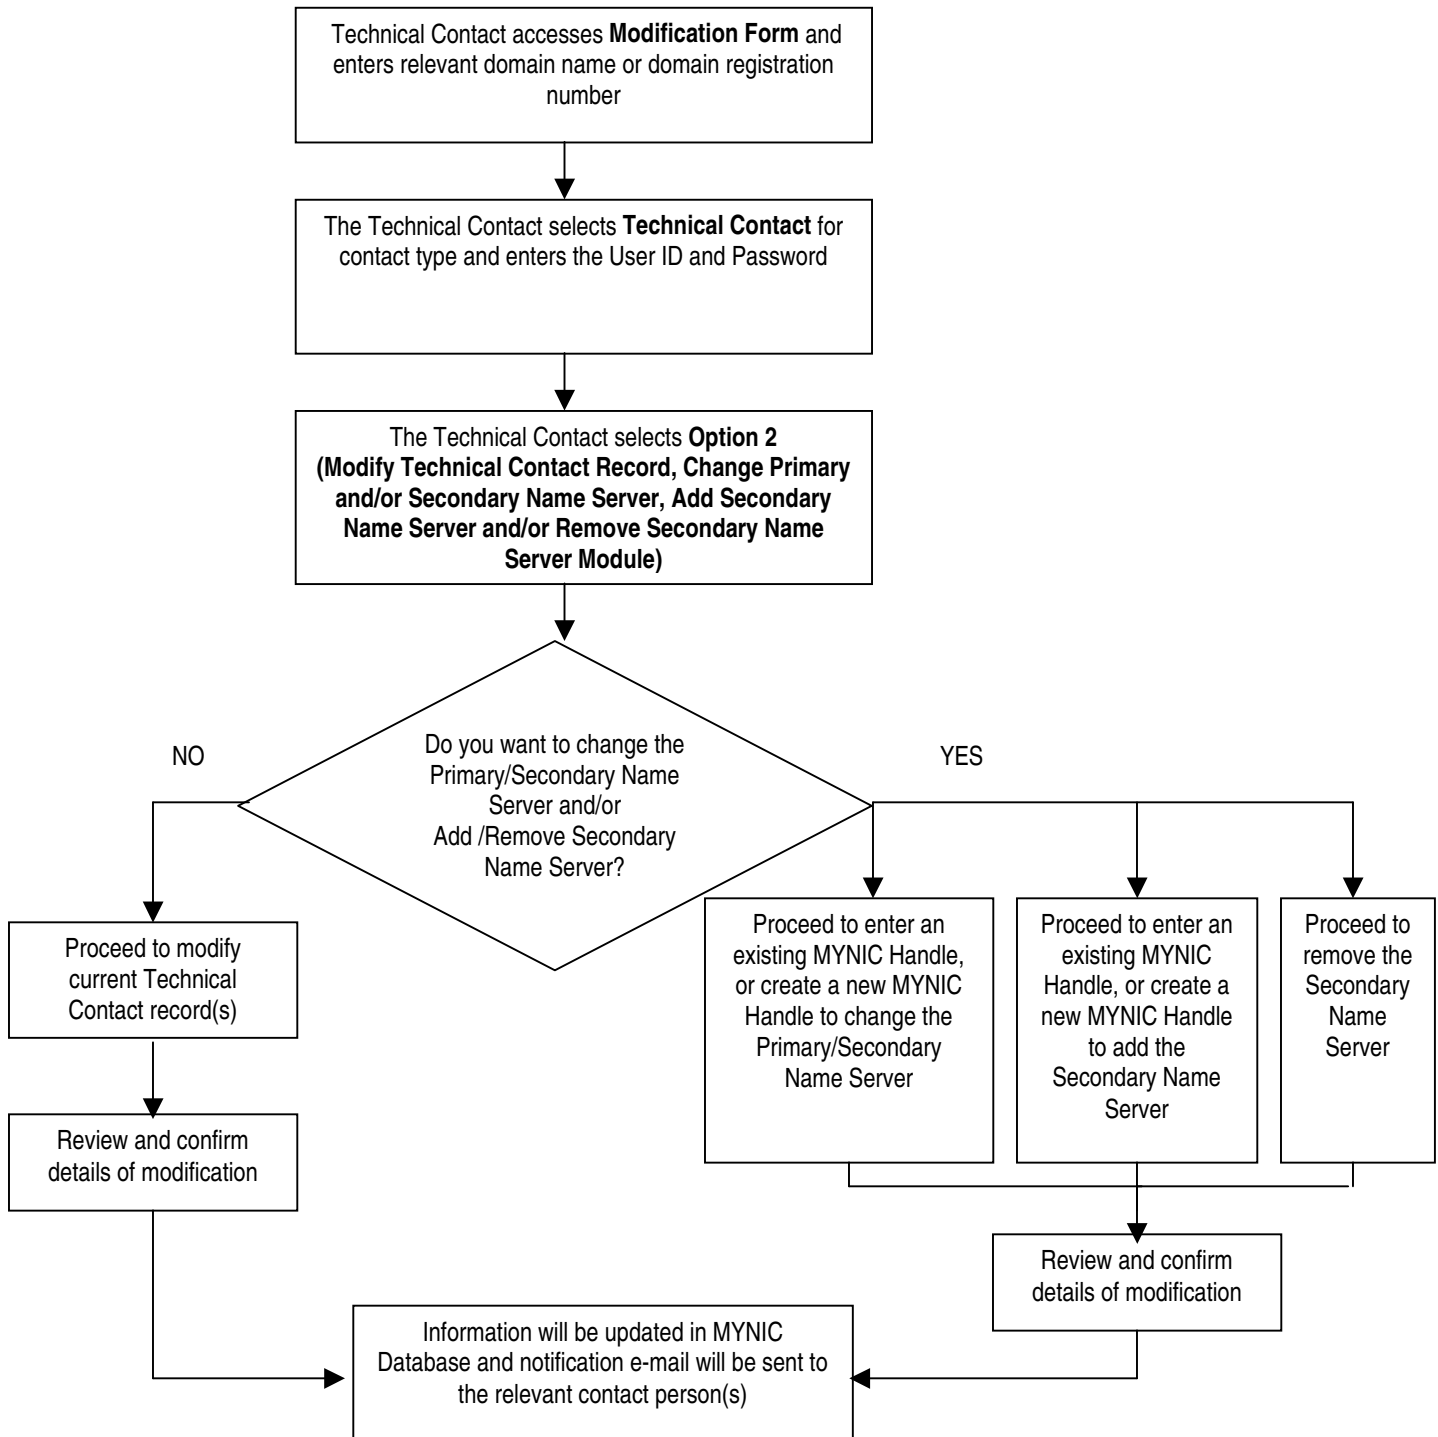 Technical Contact accesses Modification Form and
enters relevant domain name or domain registration
number
The Technical Contact selects Technical Contact for
contact type and enters the User ID and Password
The Technical Contact selects Option 2
(Modify Technical Contact Record, Change Primary
and/or Secondary Name Server, Add Secondary
Name Server and/or Remove Secondary Name
Server Module)
Do you want to change the
Primary/Secondary Name
Server and/or
Add /Remove Secondary
Name Server?
NO
YES
Proceed to modify
current Technical
Contact record(s)
Review and confirm
details of modification
Proceed to enter an
existing MYNIC Handle,
or create a new MYNIC
Handle to change the
Primary/Secondary
Name Server
Proceed to enter an
existing MYNIC
Handle, or create a
new MYNIC Handle
to add the
Secondary Name
Server
Proceed to
remove the
Secondary
Name
Server
Review and confirm
details of modification
Information will be updated in MYNIC
Database and notification e-mail will be sent to
the relevant contact person(s)